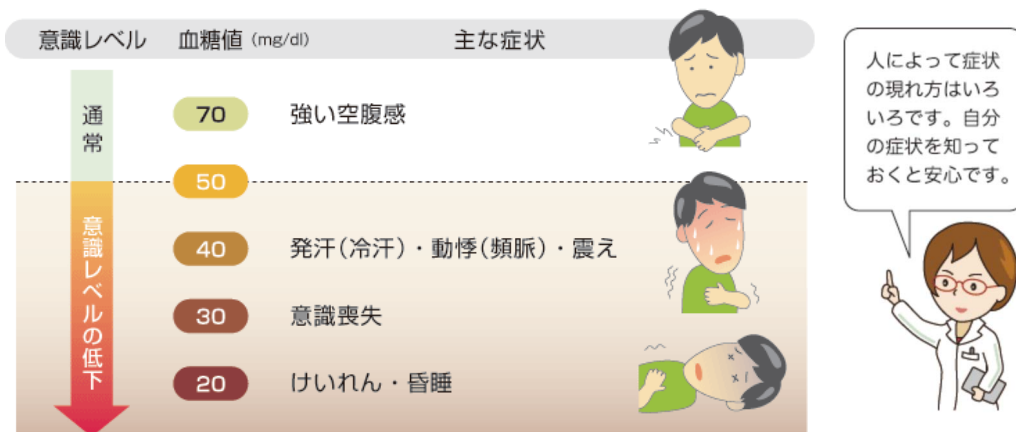 意識レベル 血糖値 (mg/dl) 主な症状
通常
70 強い空腹感
50
意識レベルの低下
40 発汗(冷汗)・動悸(頻脈)・震え
30 意識喪失
20 けいれん・昏睡
人によって症状
の現れ方はいろ
いろです。自分
の症状を知って
おくと安心です。